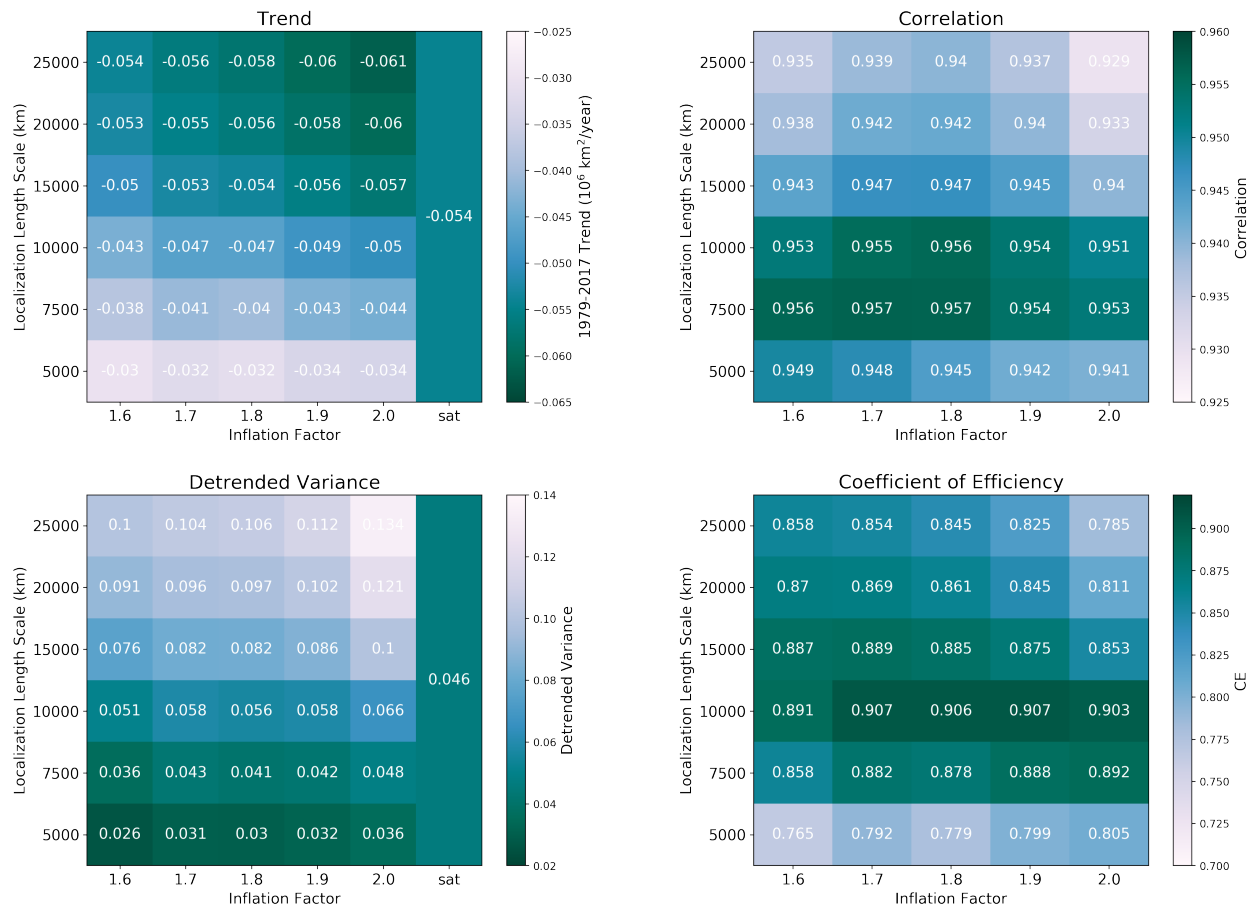 Trend
Localization Length Scale (km)
25000 -0.054 -0.056 -0.058 -0.06 -0.061
20000 -0.053 -0.055 -0.056 -0.058 -0.06
15000 -0.05 -0.053 -0.054 -0.056 -0.057
-0.054
10000 -0.043 -0.047 -0.047 -0.049 -0.05
7500 -0.038 -0.041 -0.04 -0.043 -0.044
5000 -0.03 -0.032 -0.032 -0.034 -0.034
1.6 1.7 1.8 1.9 2.0 sat
Inflation Factor
−0.025
−0.030
−0.035
−0.040
−0.045
−0.050
−0.055
−0.060
−0.065
1979-2017 Trend (10⁶ km²/year)
Correlation
Localization Length Scale (km)
25000 0.935 0.939 0.94 0.937 0.929
20000 0.938 0.942 0.942 0.94 0.933
15000 0.943 0.947 0.947 0.945 0.94
10000 0.953 0.955 0.956 0.954 0.951
7500 0.956 0.957 0.957 0.954 0.953
5000 0.949 0.948 0.945 0.942 0.941
1.6 1.7 1.8 1.9 2.0
Inflation Factor
0.960
0.955
0.950
0.945
0.940
0.935
0.930
0.925
Correlation
Detrended Variance
Localization Length Scale (km)
25000 0.1 0.104 0.106 0.112 0.134
20000 0.091 0.096 0.097 0.102 0.121
15000 0.076 0.082 0.082 0.086 0.1
0.046
10000 0.051 0.058 0.056 0.058 0.066
7500 0.036 0.043 0.041 0.042 0.048
5000 0.026 0.031 0.03 0.032 0.036
1.6 1.7 1.8 1.9 2.0 sat
Inflation Factor
0.14
0.12
0.10
0.08
0.06
0.04
0.02
Detrended Variance
Coefficient of Efficiency
Localization Length Scale (km)
25000 0.858 0.854 0.845 0.825 0.785
20000 0.87 0.869 0.861 0.845 0.811
15000 0.887 0.889 0.885 0.875 0.853
10000 0.891 0.907 0.906 0.907 0.903
7500 0.858 0.882 0.878 0.888 0.892
5000 0.765 0.792 0.779 0.799 0.805
1.6 1.7 1.8 1.9 2.0
Inflation Factor
0.900
0.875
0.850
0.825
0.800
0.775
0.750
0.725
0.700
CE